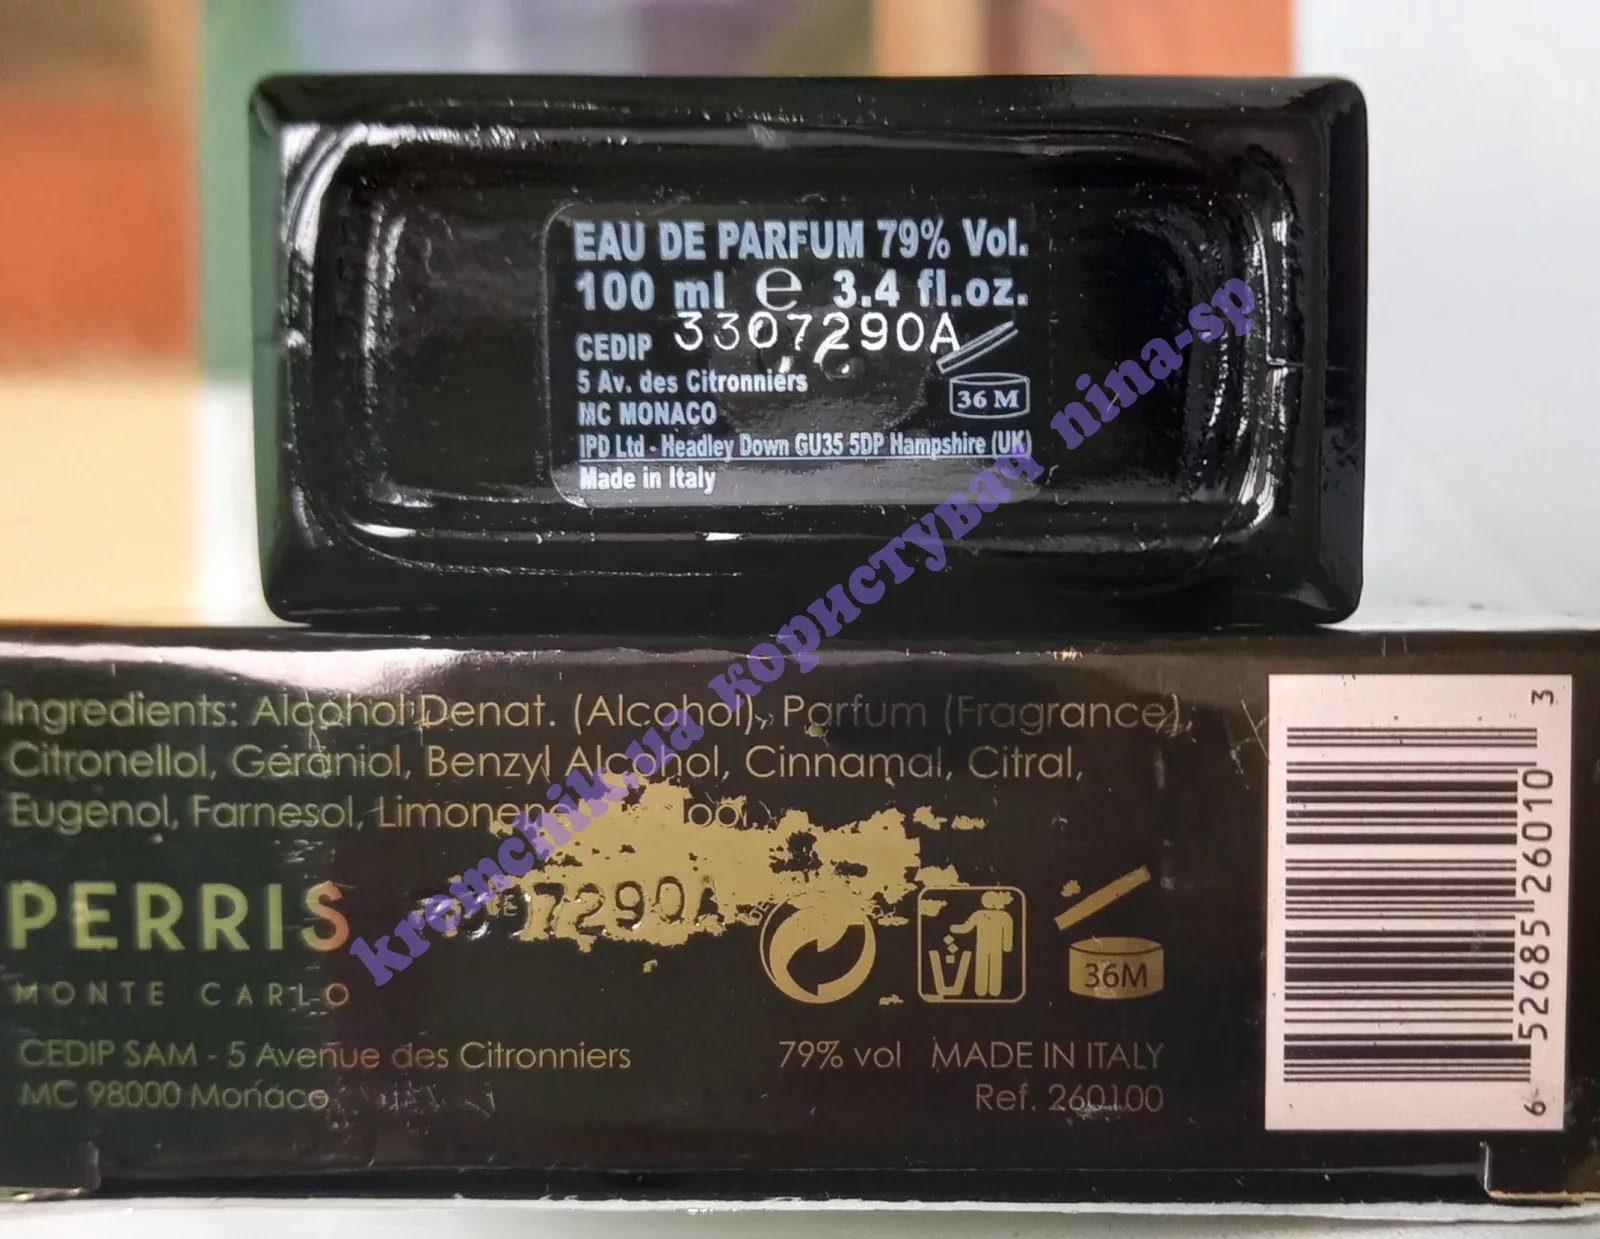 EAU DE PARFUM 79% Vol.
100 ml e 3.4 fl.oz.
3307290A
CEDIP
5 Av. des Citronniers
MC MONACO
36 M
IPD Ltd - Headley Down GU35 5DP Hampshire (UK)
Made in Italy
kremchik.ua користувач nina-sp
Ingredients: Alcohol Denat. (Alcohol), Parfum (Fragrance),
Citronellol, Geraniol, Benzyl Alcohol, Cinnamal, Citral,
Eugenol, Farnesol, Limonene
PERRIS
7290A
36M
MONTE CARLO
CEDIP SAM - 5 Avenue des Citronniers
79% vol MADE IN ITALY
MC 98000 Monaco
Ref. 260100
6 52685 26010 3